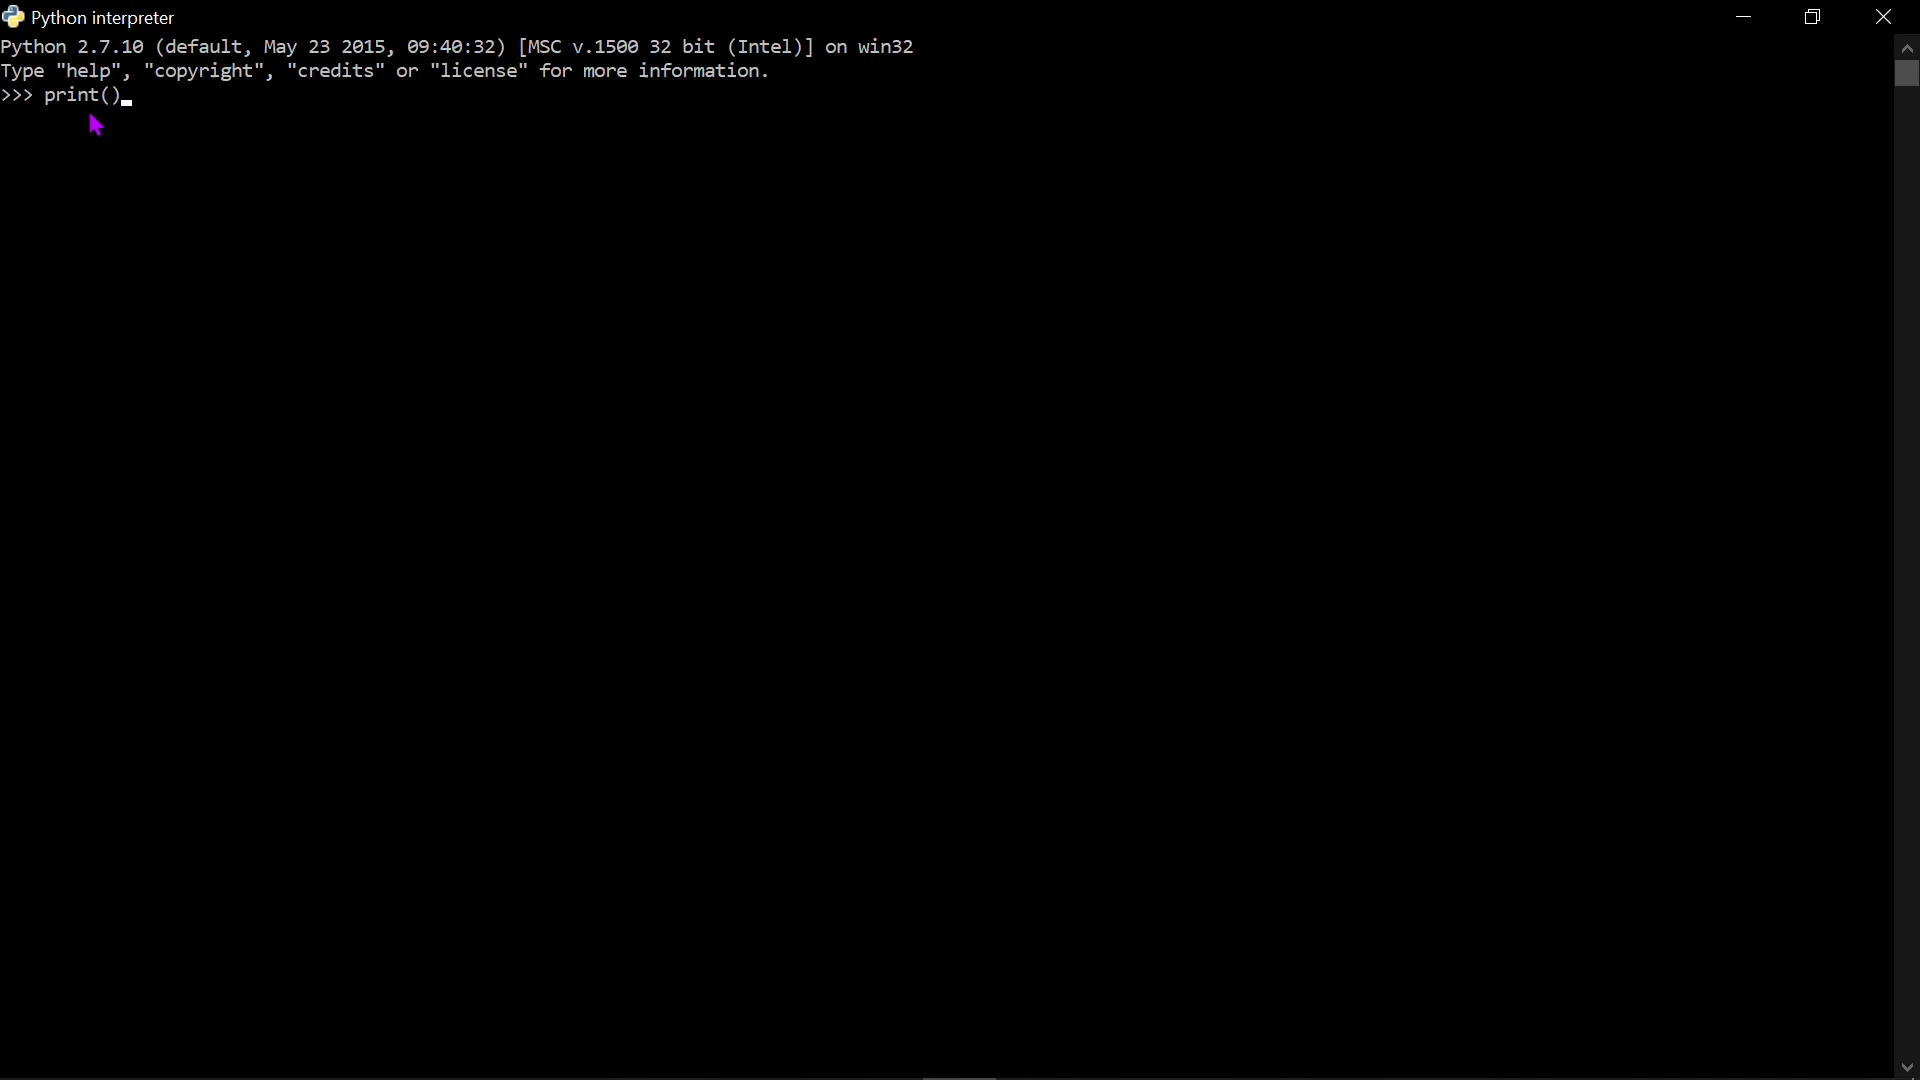 Python interpreter
Python 2.7.10 (default, May 23 2015, 09:40:32) [MSC v.1500 32 bit (Intel)] on win32
Type "help", "copyright", "credits" or "license" for more information.
>>> print()